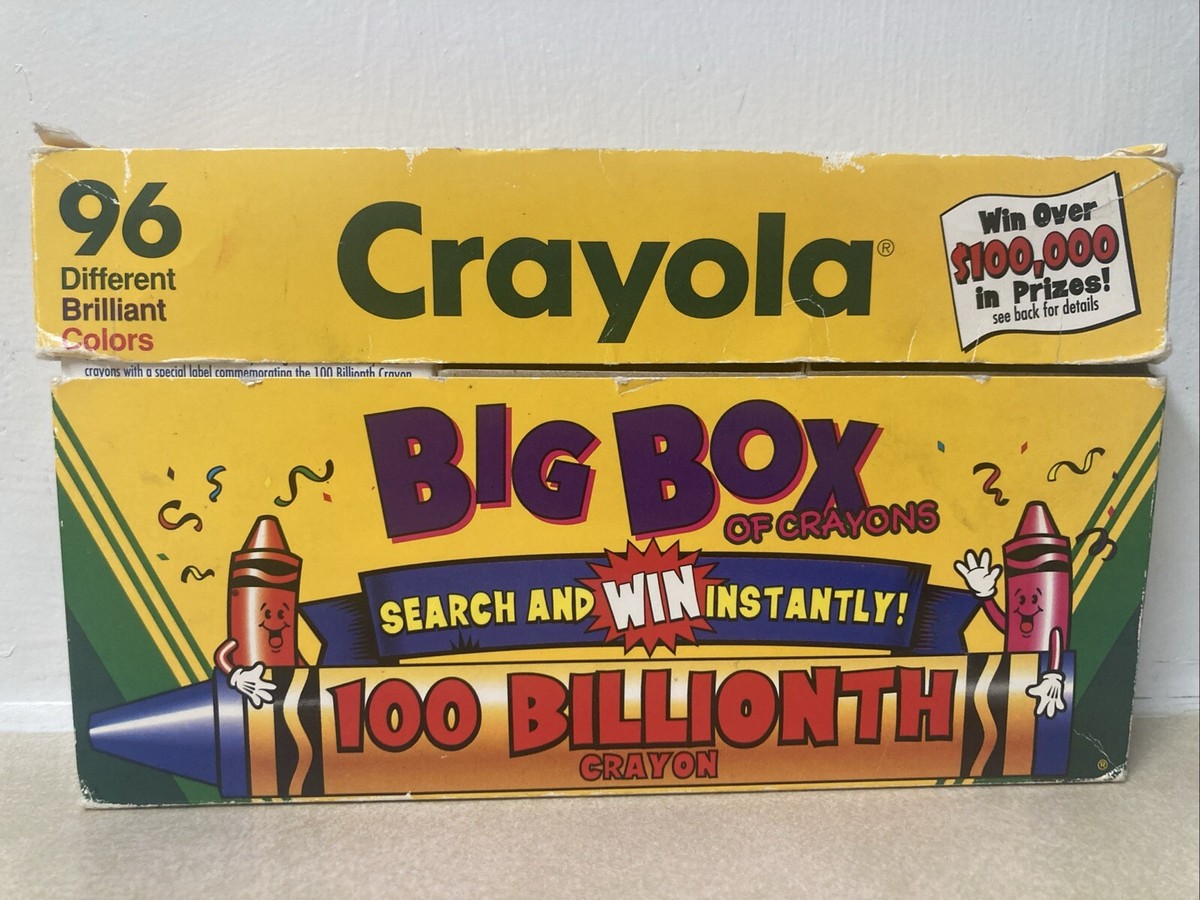 96
Different
Brilliant
Colors
Crayola®
Win Over
$100,000
in Prizes!
see back for details
crayons with a special label commemorating the 100 Billionth Crayon
BIG BOX
OF CRAYONS
SEARCH AND WIN INSTANTLY!
100 BILLIONTH
CRAYON
®